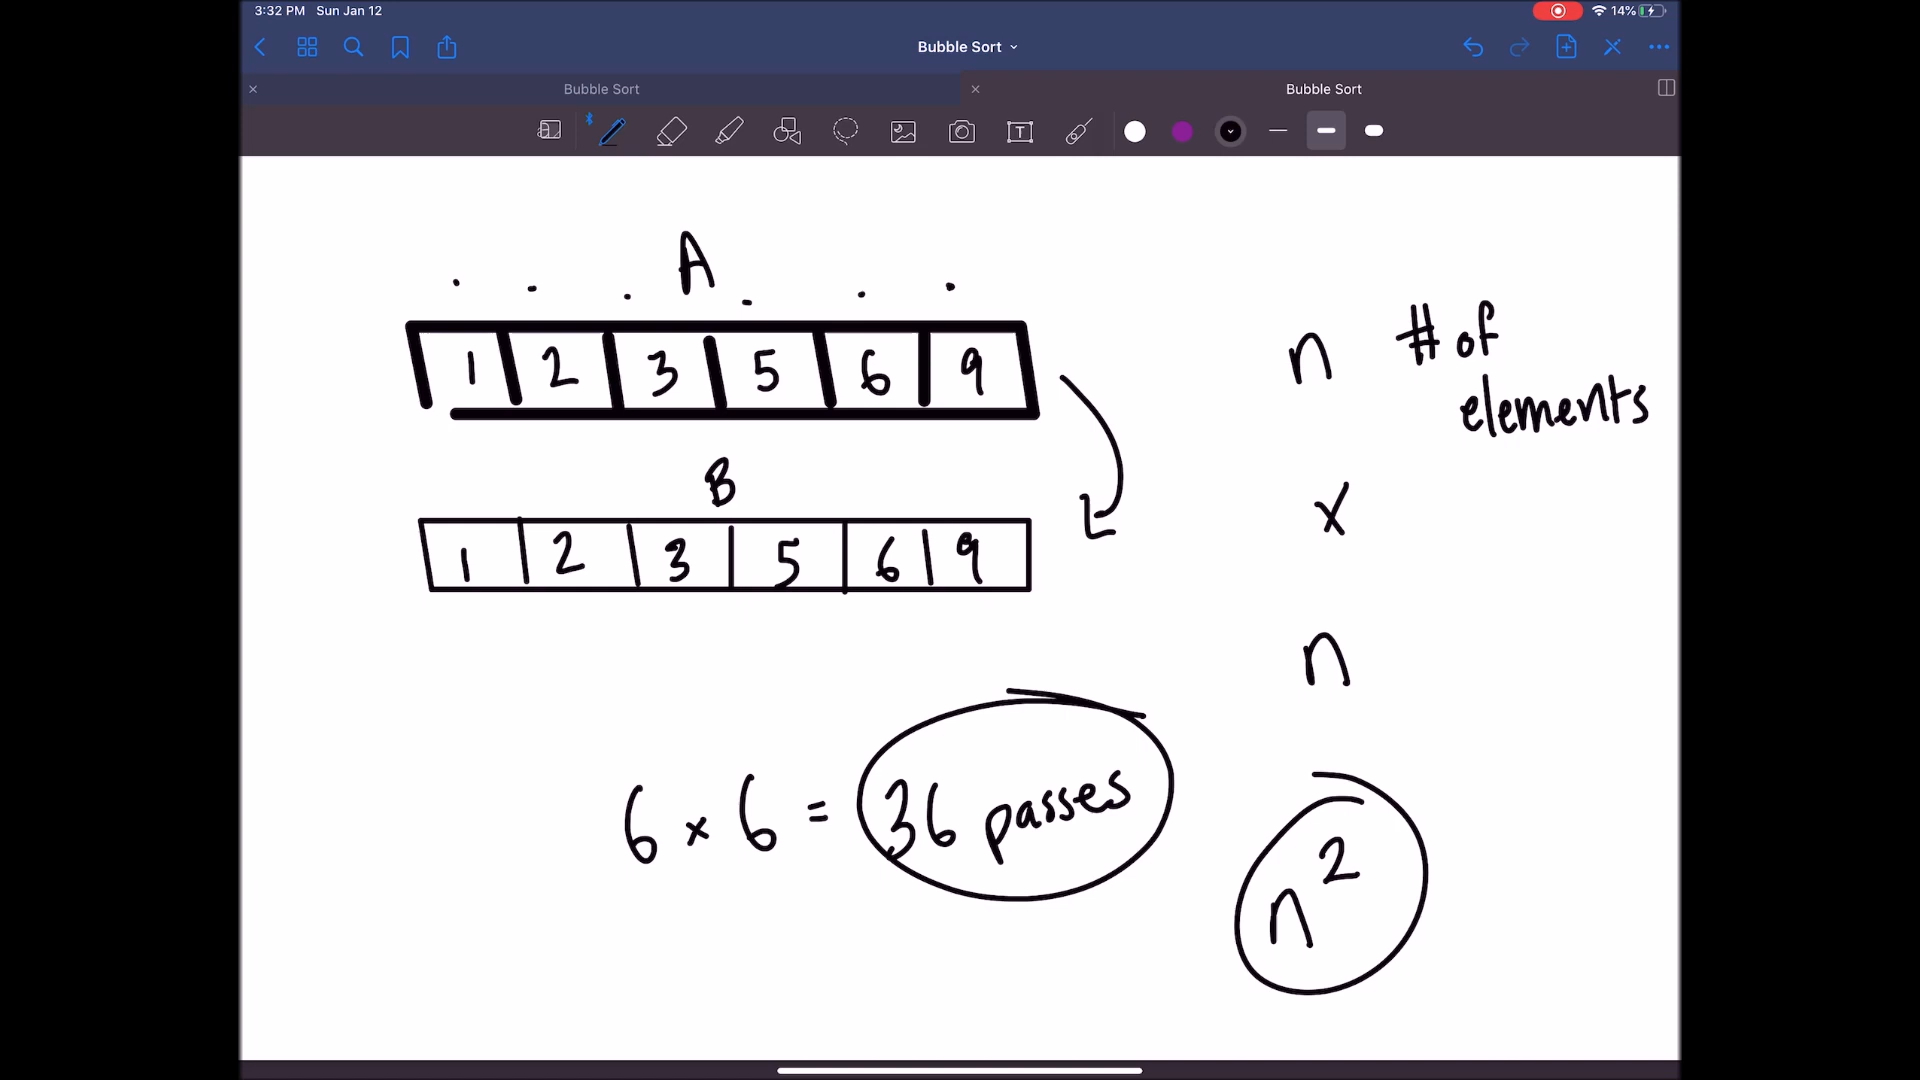 3:32 PM Sun Jan 12
14%
Bubble Sort
Bubble Sort
Bubble Sort
T
A
1 2 3 5 6 9
B
1 2 3 5 6 9
n # of
elements
x
n
6 x 6 = 36 passes
n²